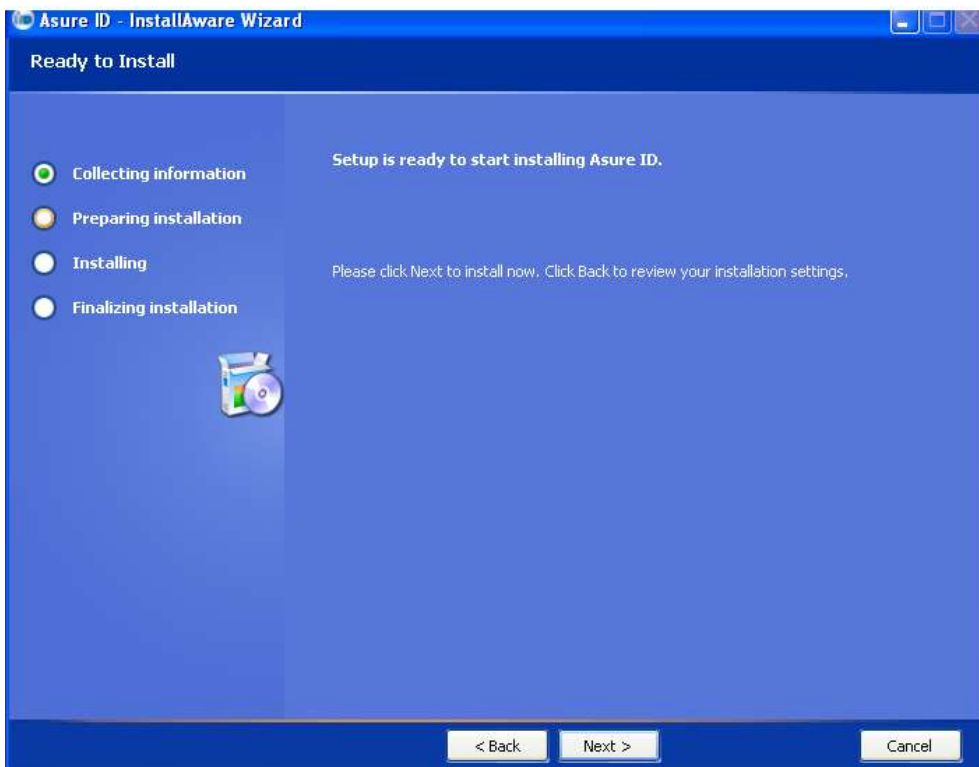 Asure ID - InstallAware Wizard
Ready to Install
Collecting information
Preparing installation
Installing
Finalizing installation
Setup is ready to start installing Asure ID.
Please click Next to install now. Click Back to review your installation settings.
< Back
Next >
Cancel